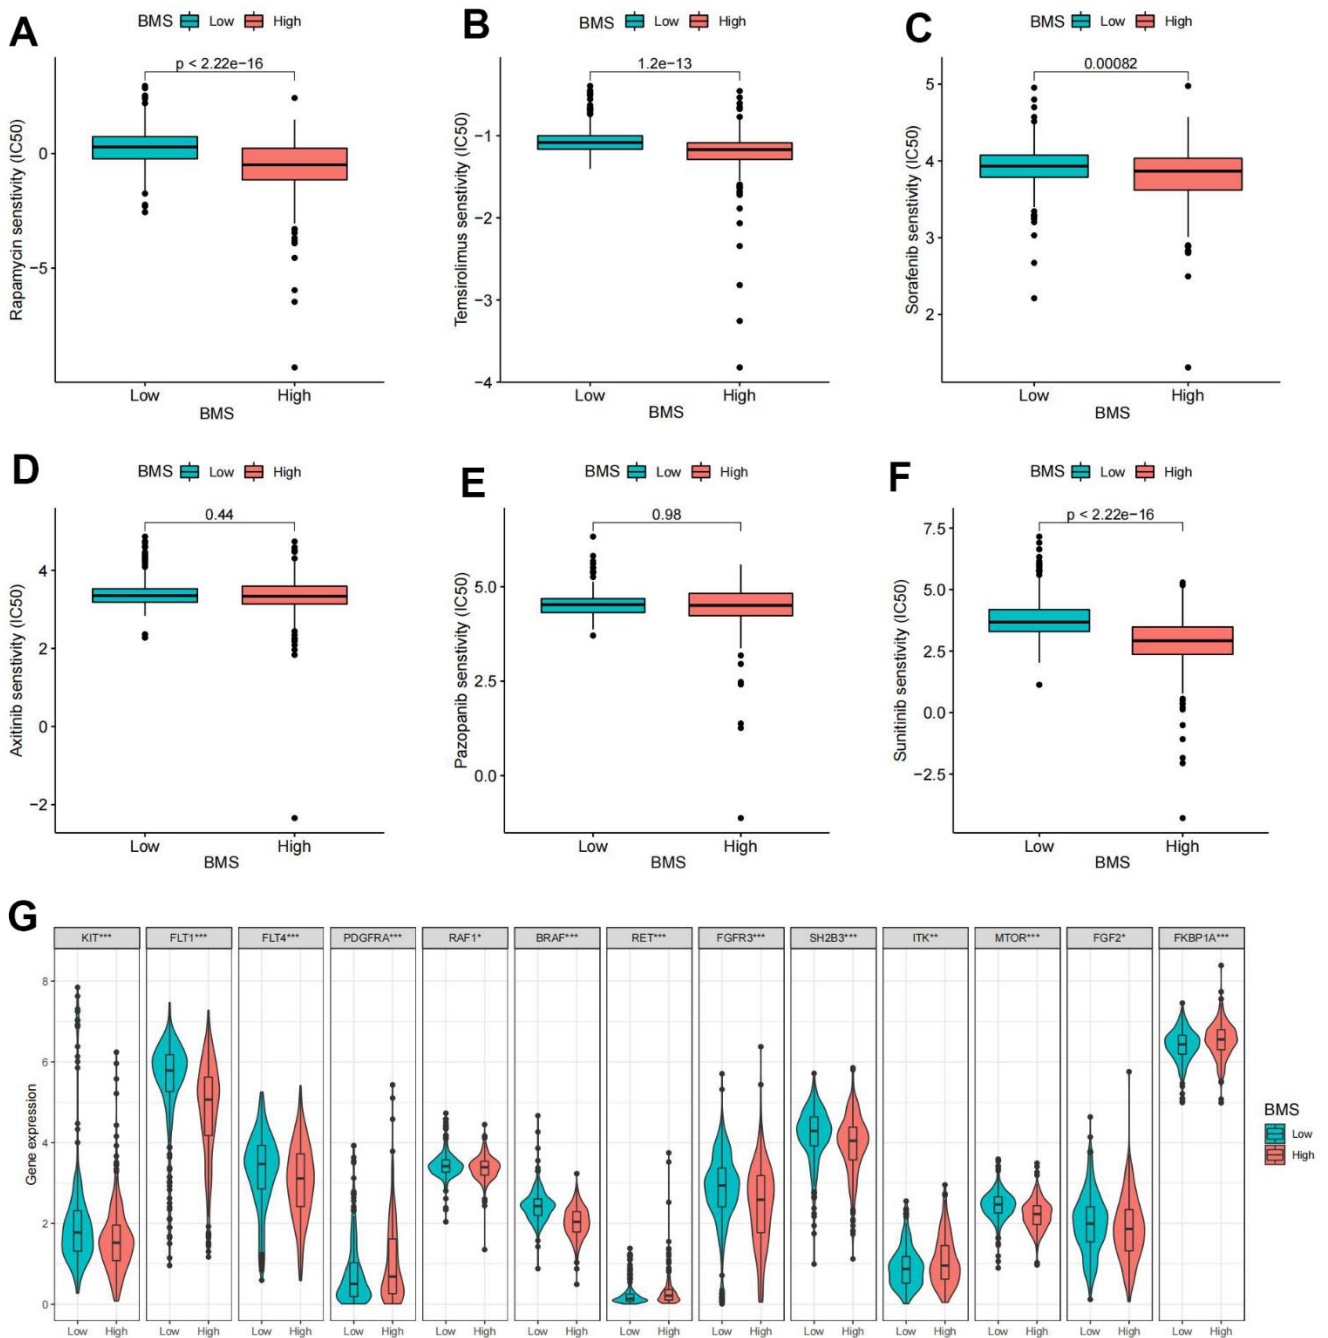 A
BMS Low High
p < 2.22e−16
Rapamycin senstivity (IC50)
0
−5
Low High
BMS
B
BMS Low High
1.2e−13
Temsirolimus senstivity (IC50)
−1
−2
−3
−4
Low High
BMS
C
BMS Low High
0.00082
Sorafenib senstivity (IC50)
5
4
3
2
Low High
BMS
D
BMS Low High
0.44
Axitinib senstivity (IC50)
4
2
0
−2
Low High
BMS
E
BMS Low High
0.98
Pazopanib senstivity (IC50)
5.0
2.5
0.0
Low High
BMS
F
BMS Low High
p < 2.22e−16
Sunitinib senstivity (IC50)
7.5
5.0
2.5
0.0
−2.5
Low High
BMS
G
KIT*** FLT1*** FLT4*** PDGFRA*** RAF1* BRAF*** RET*** FGFR3*** SH2B3*** ITK** MTOR*** FGF2* FKBP1A***
Gene expression
8
6
4
2
0
Low High Low High Low High Low High Low High Low High Low High Low High Low High Low High Low High Low High Low High
BMS
Low
High